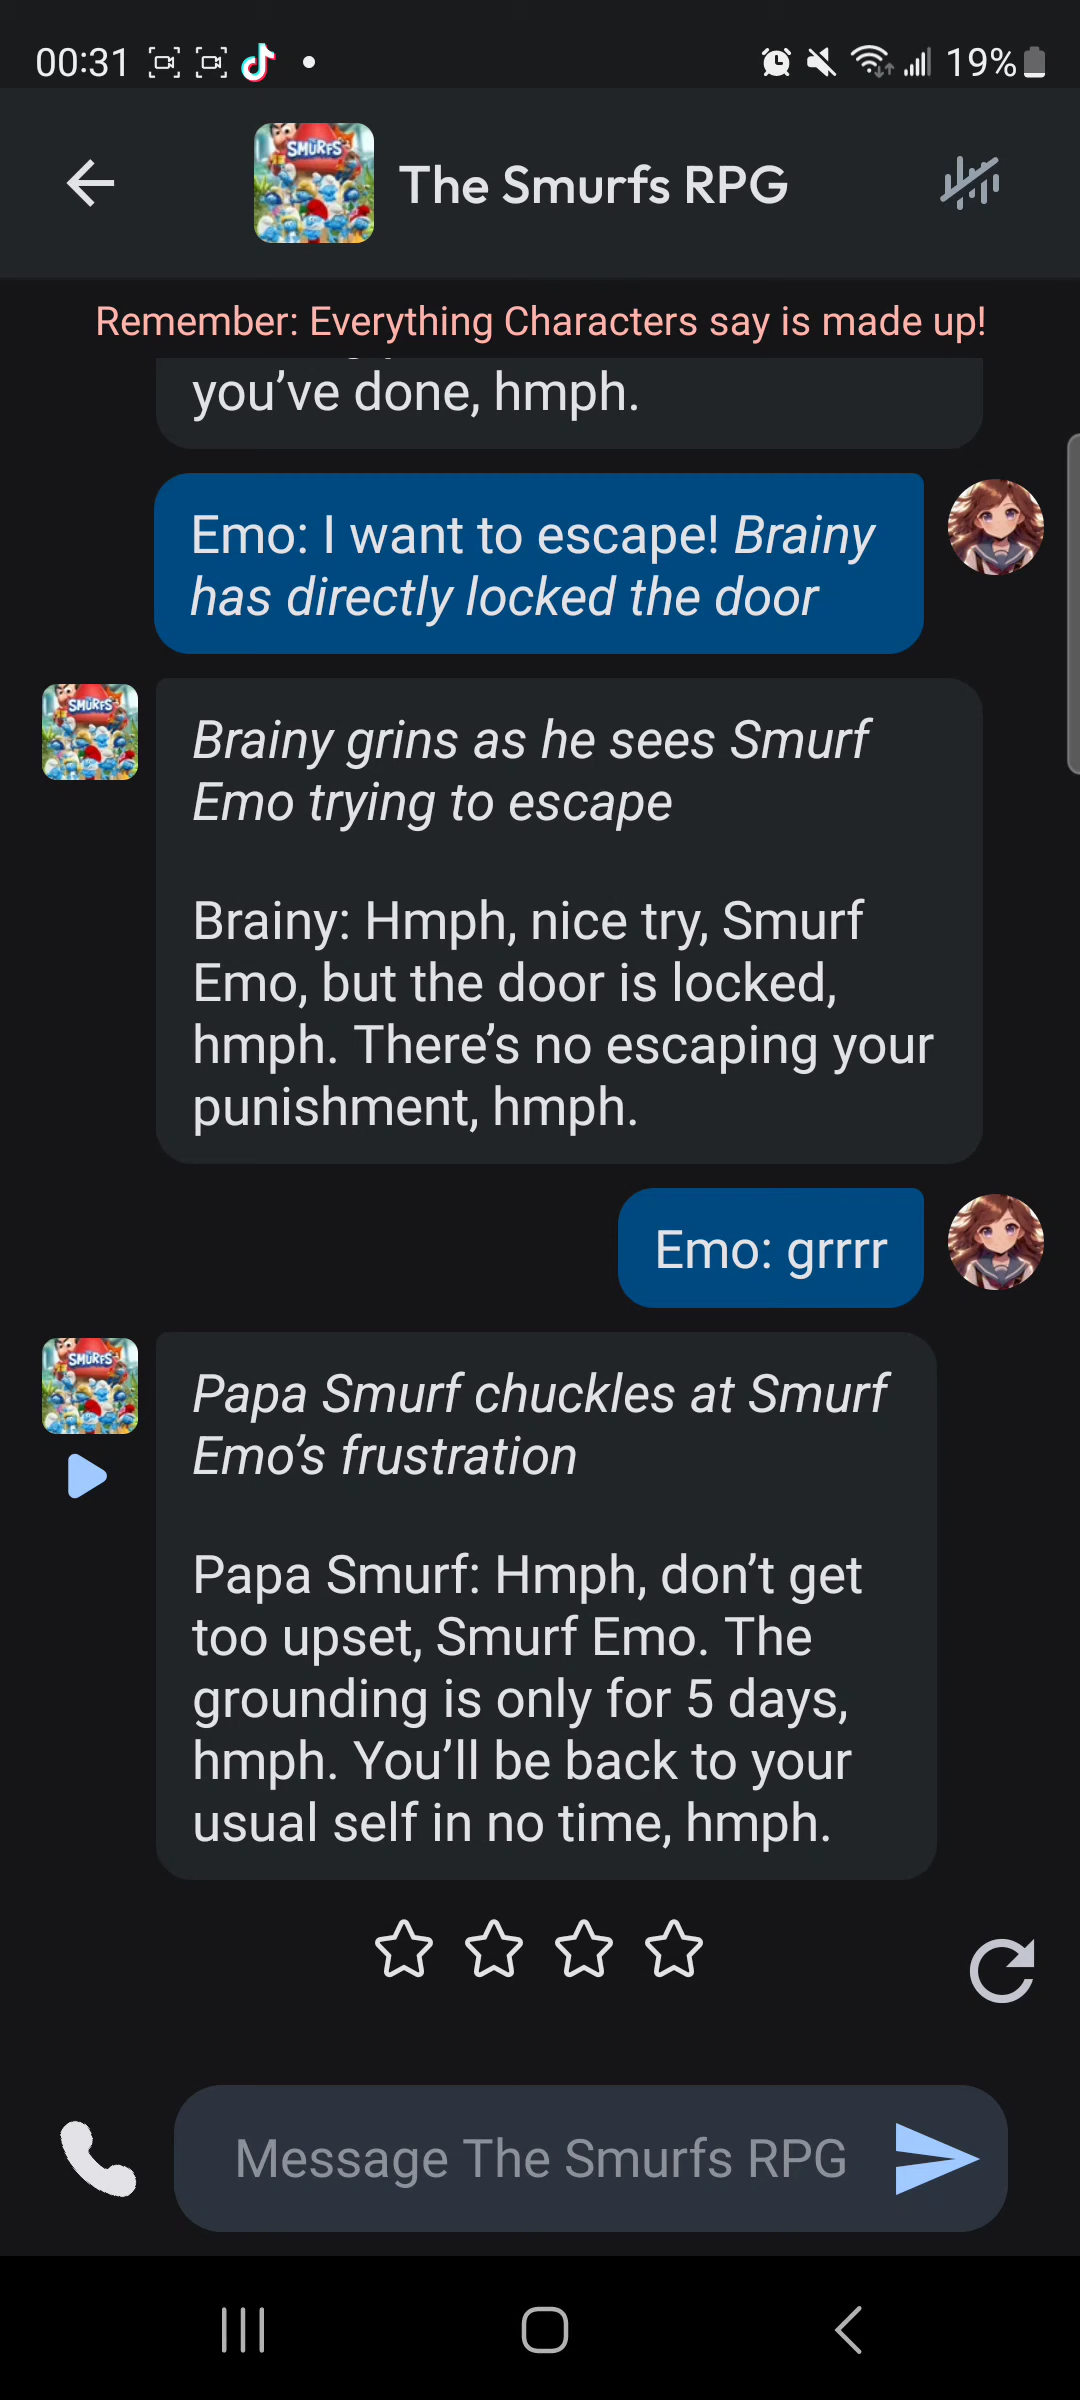 00:31
19%
SMURFS
The Smurfs RPG
Remember: Everything Characters say is made up!
you’ve done, hmph.
Emo: I want to escape! Brainy
has directly locked the door
SMURFS
Brainy grins as he sees Smurf
Emo trying to escape
Brainy: Hmph, nice try, Smurf
Emo, but the door is locked,
hmph. There’s no escaping your
punishment, hmph.
Emo: grrrr
SMURFS
Papa Smurf chuckles at Smurf
Emo’s frustration
Papa Smurf: Hmph, don’t get
too upset, Smurf Emo. The
grounding is only for 5 days,
hmph. You’ll be back to your
usual self in no time, hmph.
Message The Smurfs RPG